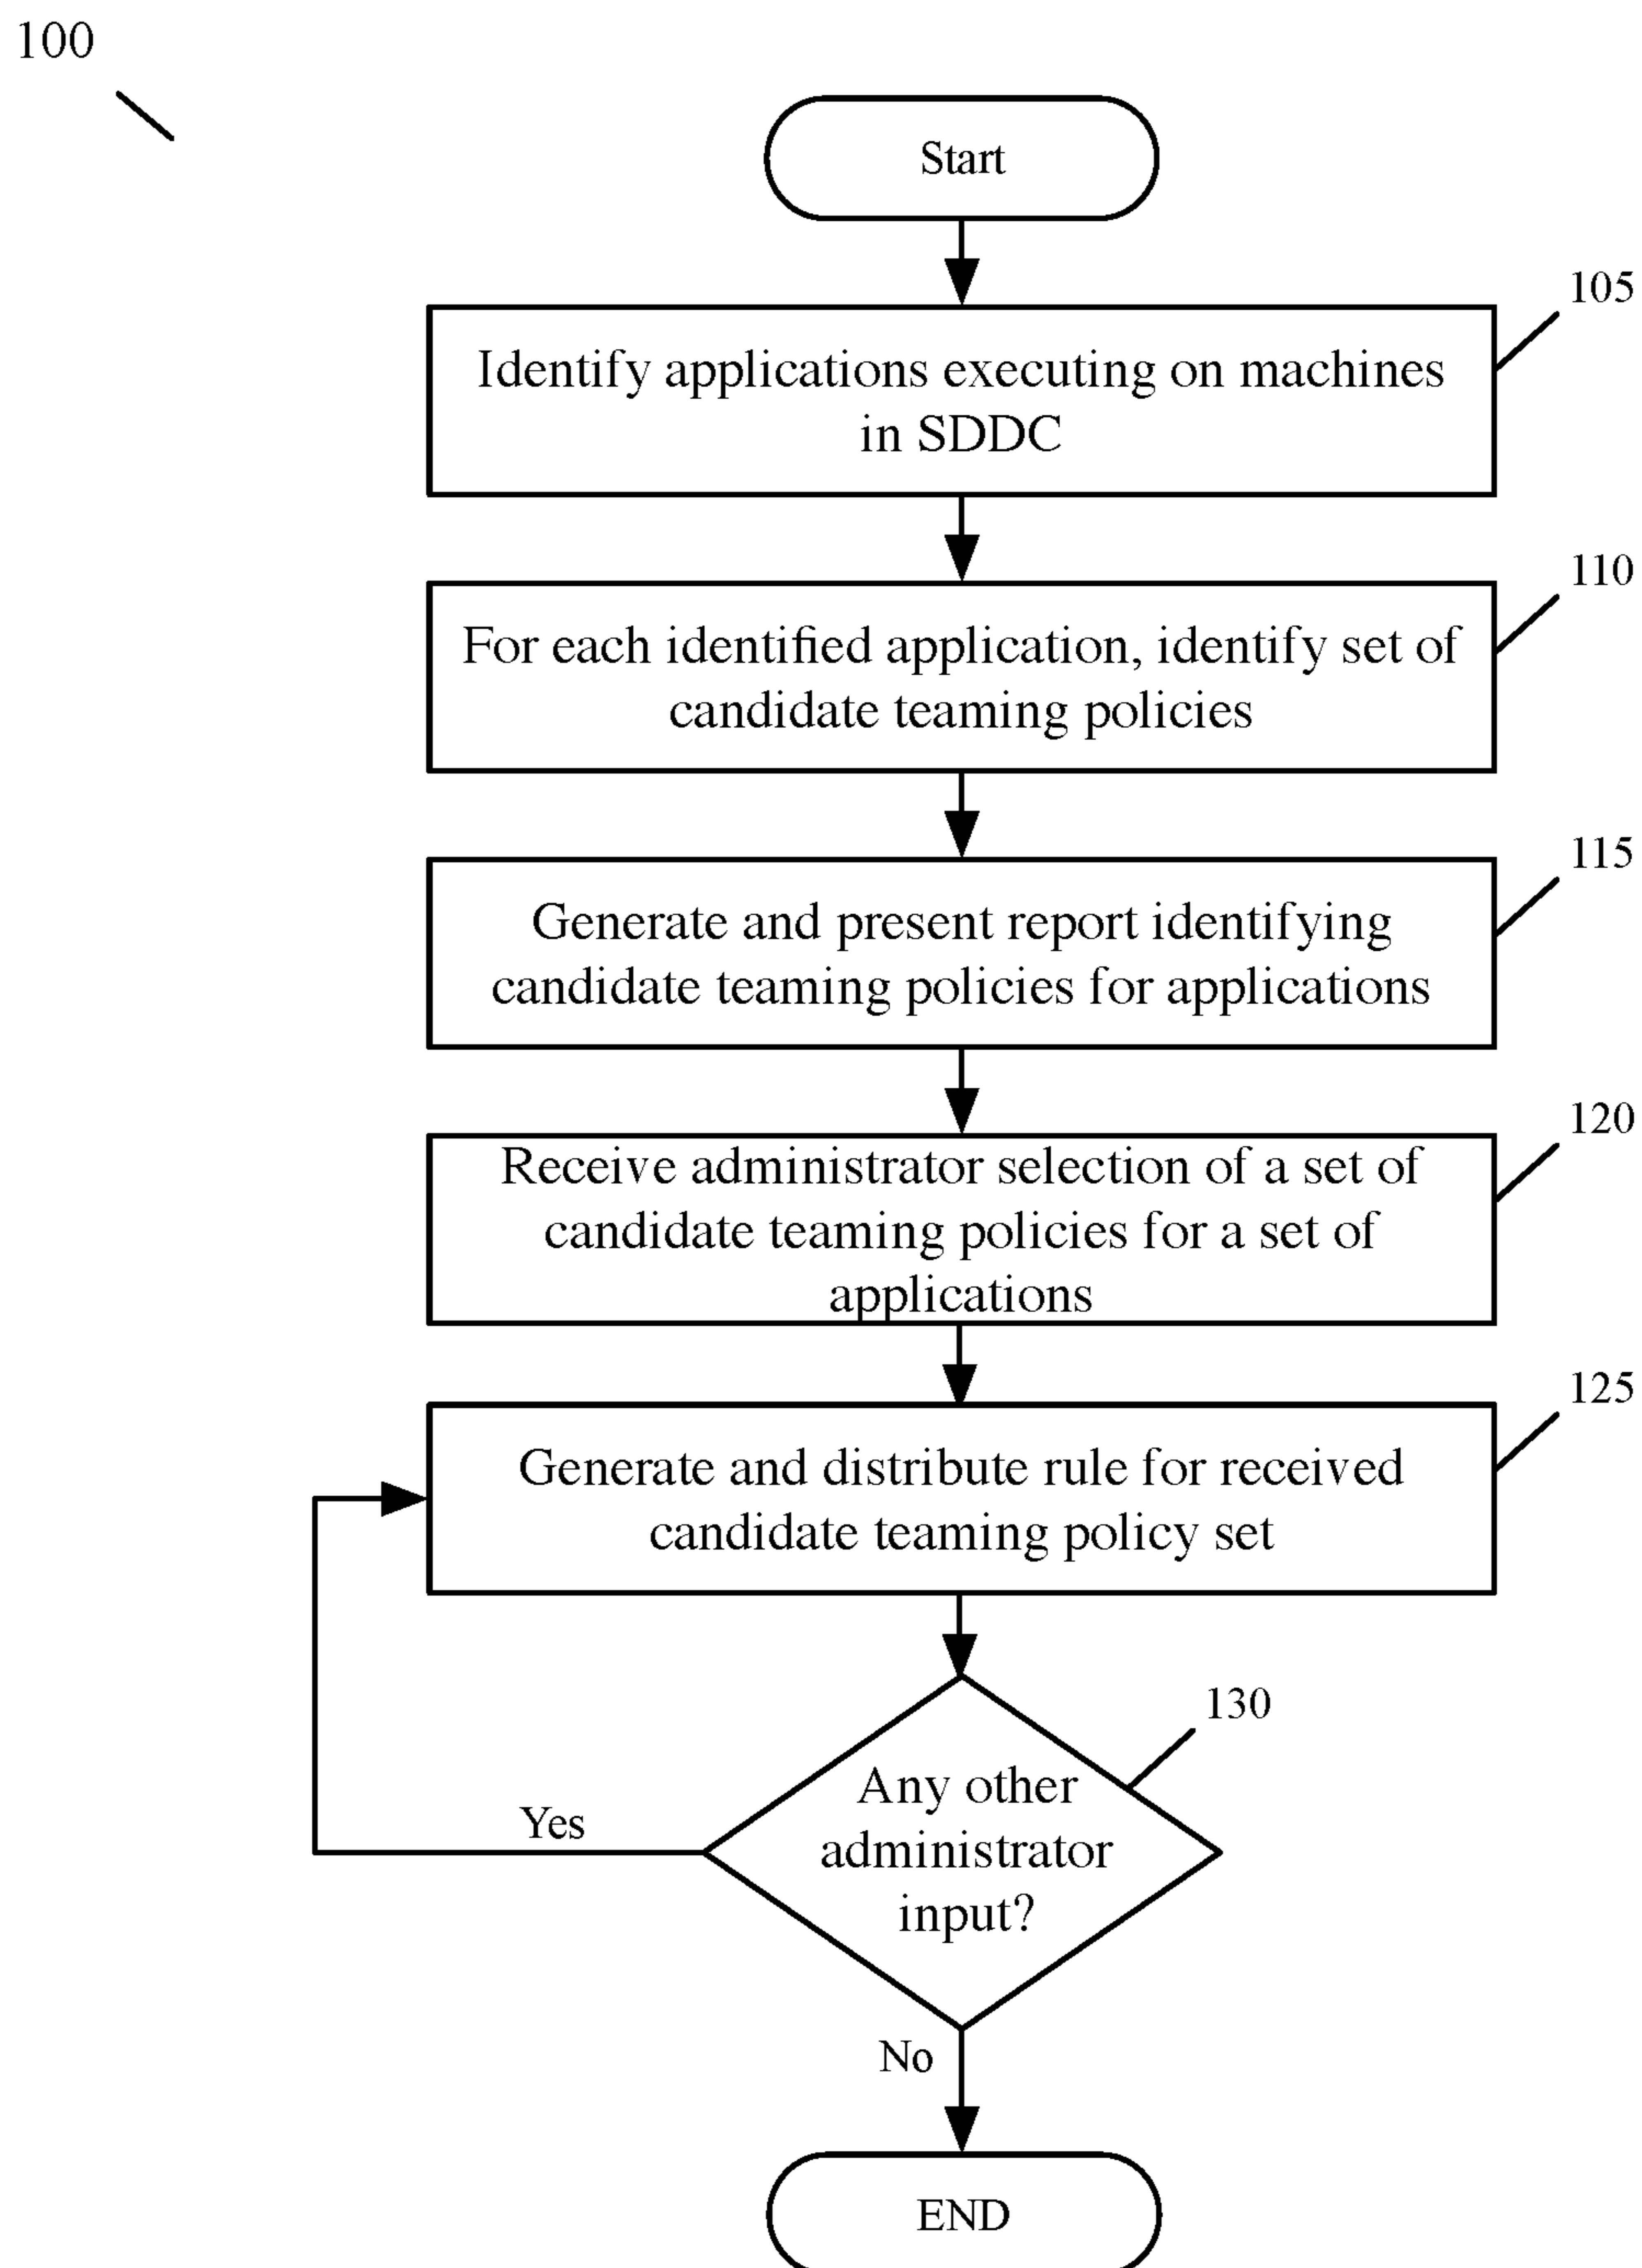 100
Start
105
Identify applications executing on machines
in SDDC
110
For each identified application, identify set of
candidate teaming policies
115
Generate and present report identifying
candidate teaming policies for applications
120
Receive administrator selection of a set of
candidate teaming policies for a set of
applications
125
Generate and distribute rule for received
candidate teaming policy set
130
Any other
administrator
input?
Yes
No
END